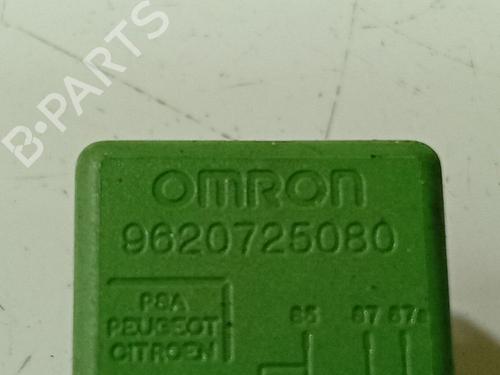 B-PARTS
OMRON
9620725080
PSA
PEUGEOT
CITROEN
85 87 87a